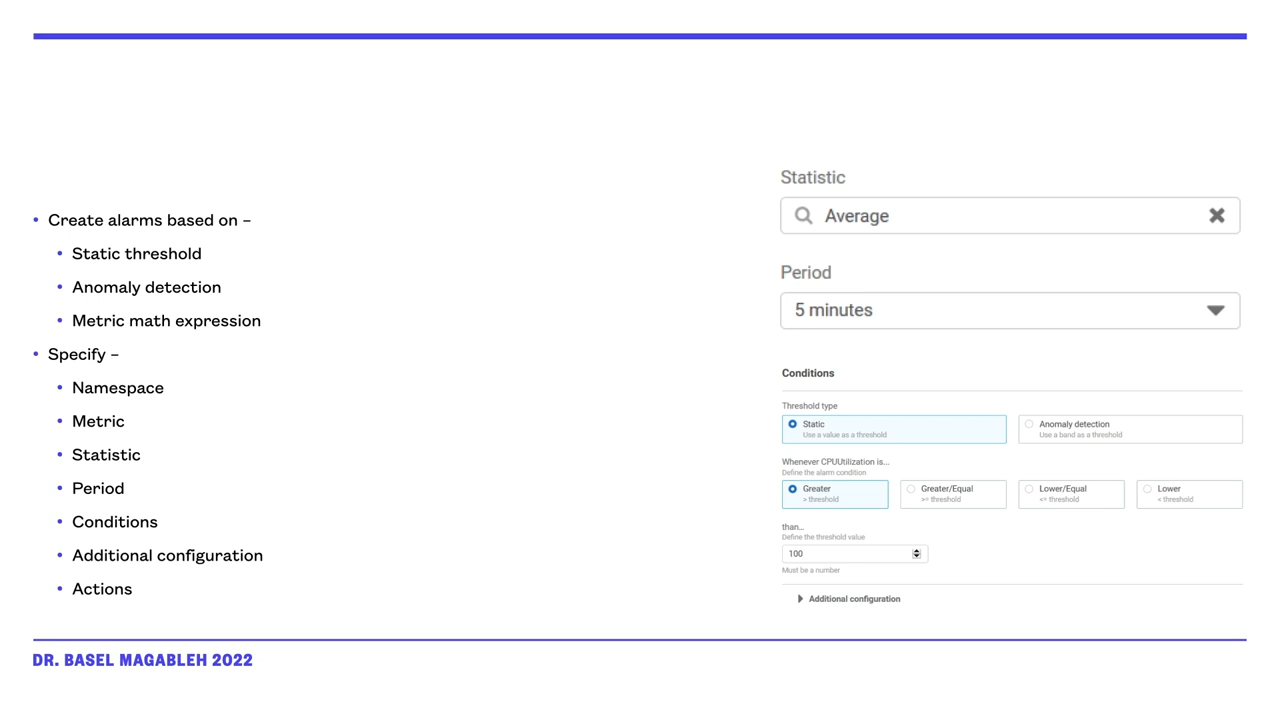 • Create alarms based on –
• Static threshold
• Anomaly detection
• Metric math expression
• Specify –
• Namespace
• Metric
• Statistic
• Period
• Conditions
• Additional configuration
• Actions
Statistic
Average
Period
5 minutes
Conditions
Threshold type
Static
Use a value as a threshold
Anomaly detection
Use a band as a threshold
Whenever CPUUtilization is...
Define the alarm condition
Greater
> threshold
Greater/Equal
>= threshold
Lower/Equal
<= threshold
Lower
< threshold
than...
Define the threshold value
100
Must be a number
Additional configuration
DR. BASEL MAGABLEH 2022